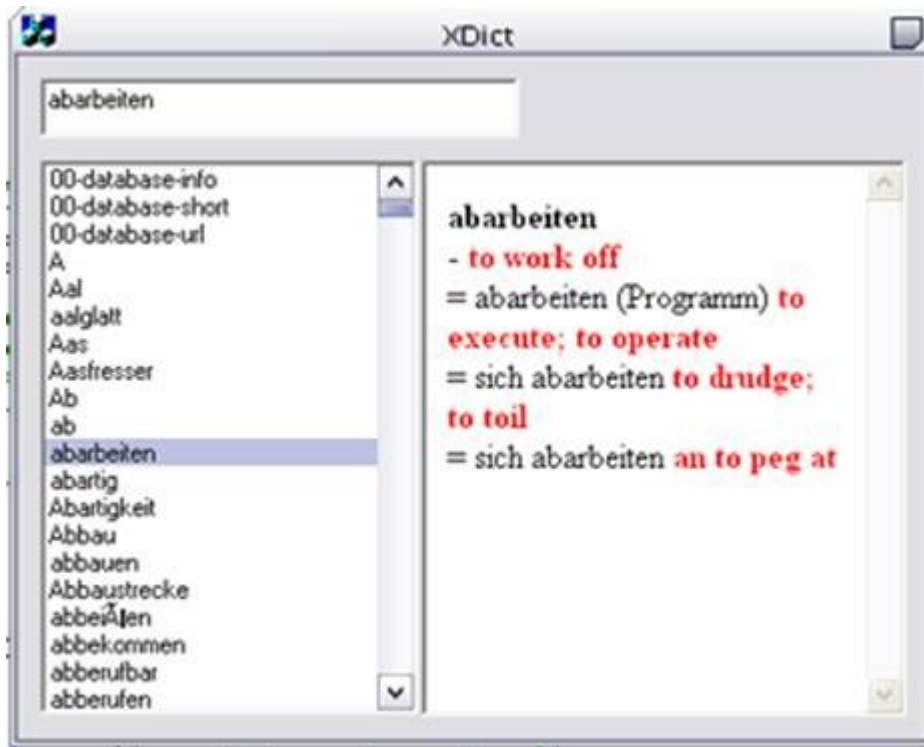 XDict
abarbeiten
00-database-info
00-database-short
00-database-url
A
Aal
aalglatt
Aas
Aasfresser
Ab
ab
abarbeiten
abartig
Abartigkeit
Abbau
abbauen
Abbaustrecke
abbekommen
abberufbar
abberufen
abarbeiten
- to work off
= abarbeiten (Programm) to
execute; to operate
= sich abarbeiten to drudge;
to toil
= sich abarbeiten an to peg at